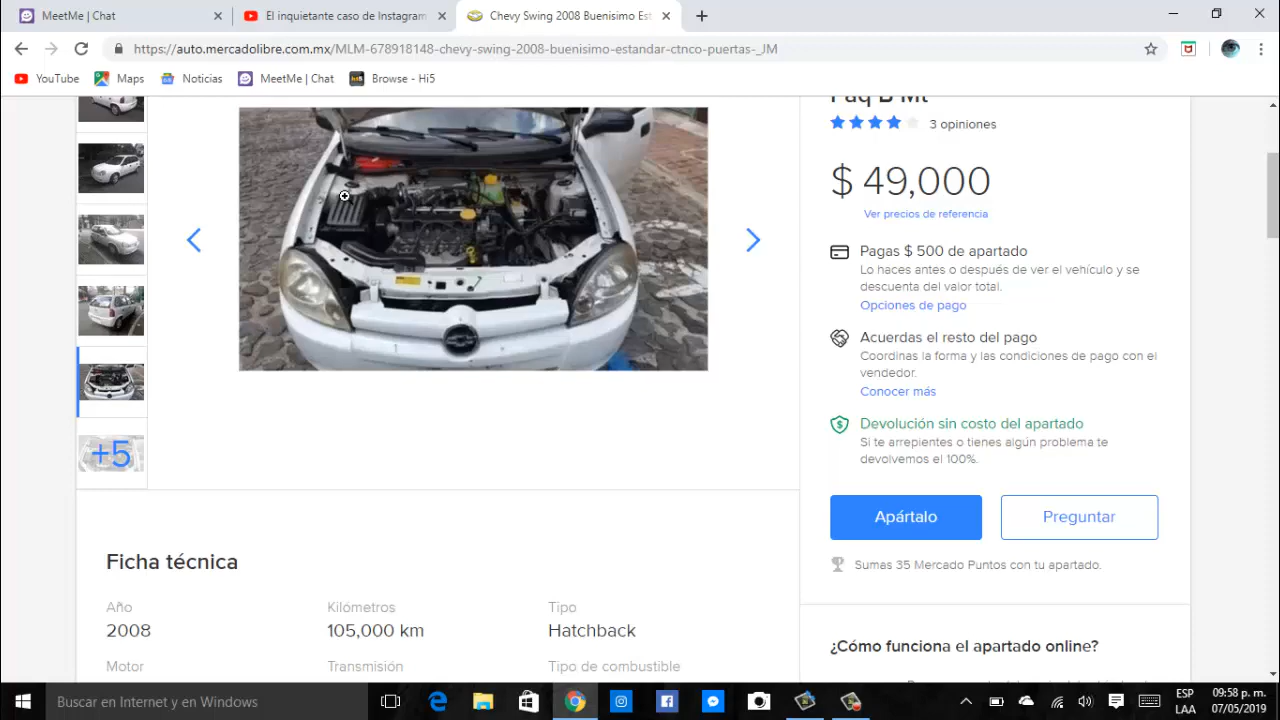 MeetMe | Chat
El inquietante caso de Instagram
Chevy Swing 2008 Buenisimo Est
https://auto.mercadolibre.com.mx/MLM-678918148-chevy-swing-2008-buenisimo-estandar-ctnco-puertas-_JM
YouTube
Maps
Noticias
MeetMe | Chat
Browse - Hi5
Paq B Mt
3 opiniones
$ 49,000
Ver precios de referencia
Pagas $ 500 de apartado
Lo haces antes o después de ver el vehículo y se
descuenta del valor total.
Opciones de pago
Acuerdas el resto del pago
Coordinas la forma y las condiciones de pago con el
vendedor.
Conocer más
Devolución sin costo del apartado
Si te arrepientes o tienes algún problema te
devolvemos el 100%.
+5
Apártalo
Preguntar
Sumas 35 Mercado Puntos con tu apartado.
Ficha técnica
Año
Kilómetros
Tipo
2008
105,000 km
Hatchback
Motor
Transmisión
Tipo de combustible
¿Cómo funciona el apartado online?
Buscar en Internet y en Windows
ESP
LAA
09:58 p. m.
07/05/2019